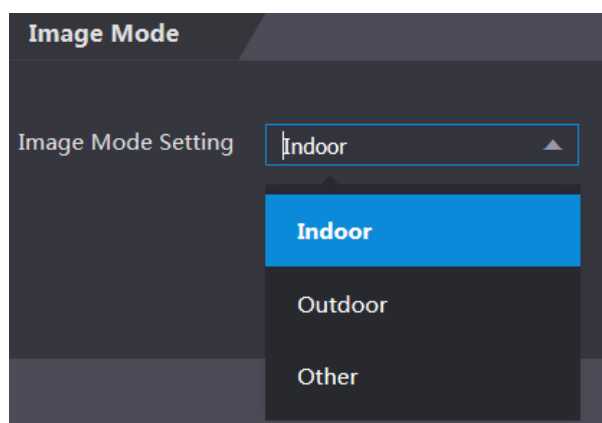 Image Mode
Image Mode Setting Indoor
Indoor
Outdoor
Other